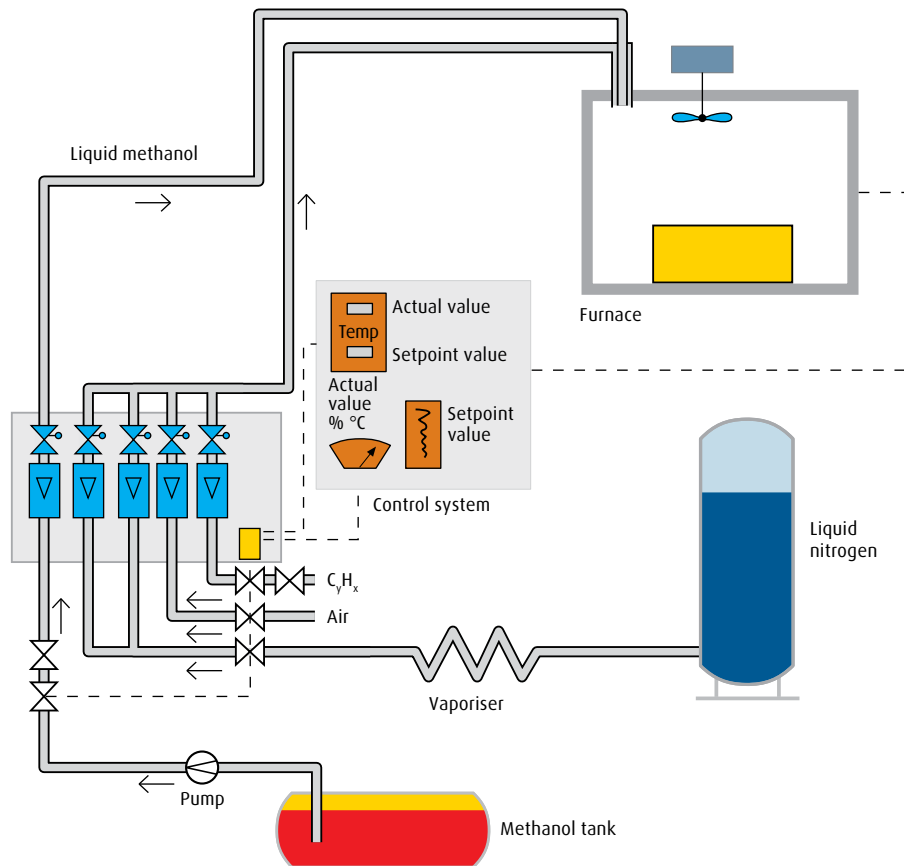 Liquid methanol
Furnace
Actual value
Temp
Setpoint value
Actual
value
% °C
Setpoint
value
Control system
Liquid
nitrogen
CyHx
Air
Vaporiser
Pump
Methanol tank